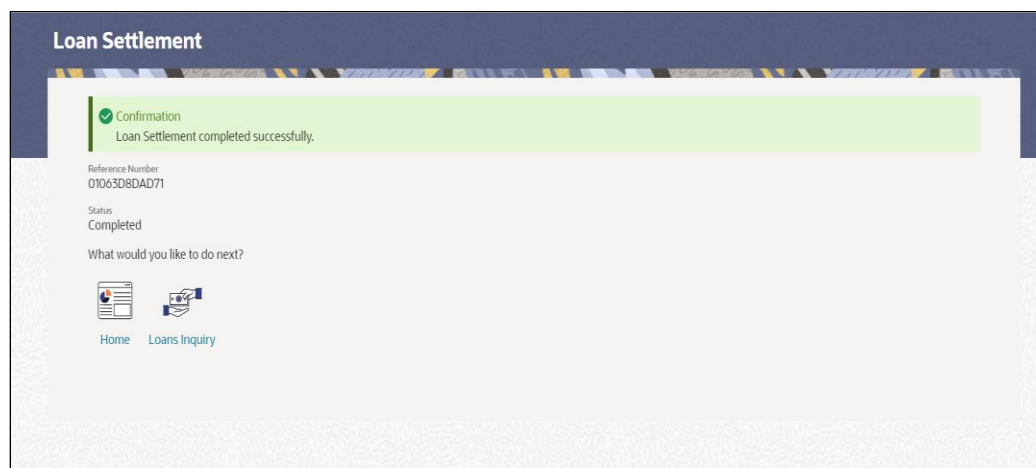 Loan Settlement
Confirmation
Loan Settlement completed successfully.
Reference Number
01063D8DAD71
Status
Completed
What would you like to do next?
Home Loans Inquiry